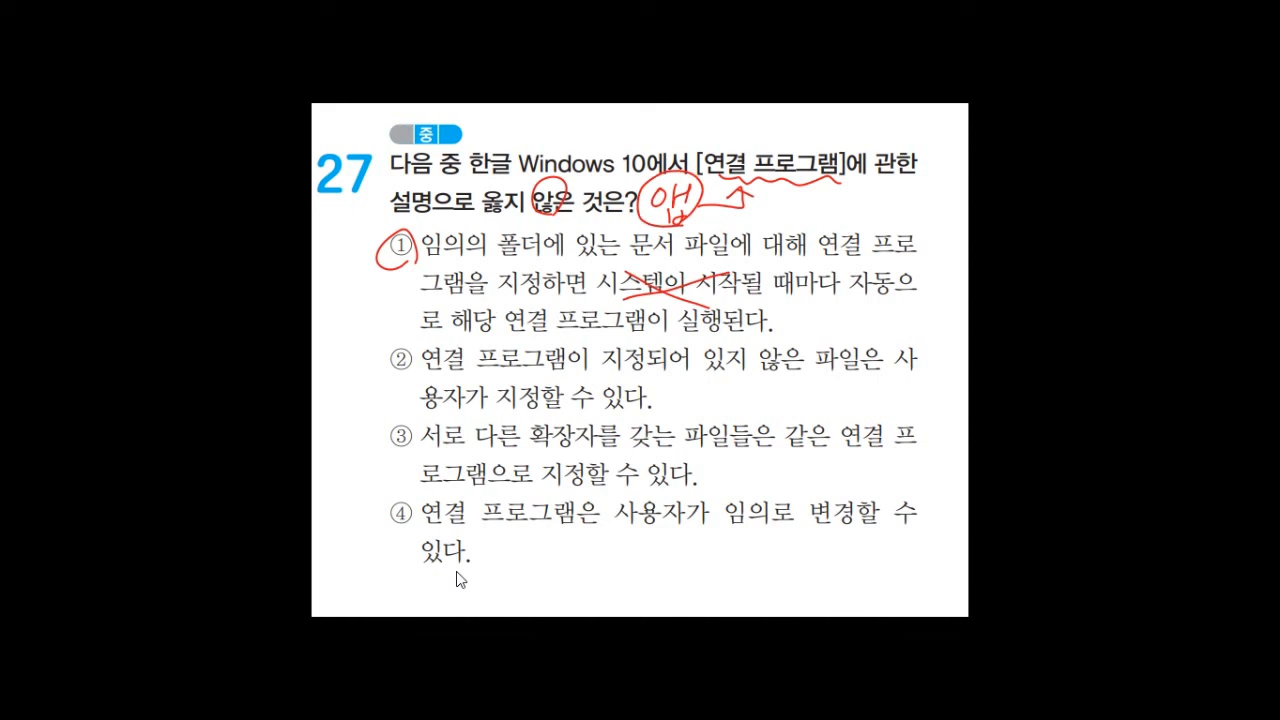 중
27 다음 중 한글 Windows 10에서 [연결 프로그램]에 관한
설명으로 옳지 않은 것은? 앱
① 임의의 폴더에 있는 문서 파일에 대해 연결 프로
그램을 지정하면 시스템이 시작될 때마다 자동으
로 해당 연결 프로그램이 실행된다.
② 연결 프로그램이 지정되어 있지 않은 파일은 사
용자가 지정할 수 있다.
③ 서로 다른 확장자를 갖는 파일들은 같은 연결 프
로그램으로 지정할 수 있다.
④ 연결 프로그램은 사용자가 임의로 변경할 수
있다.